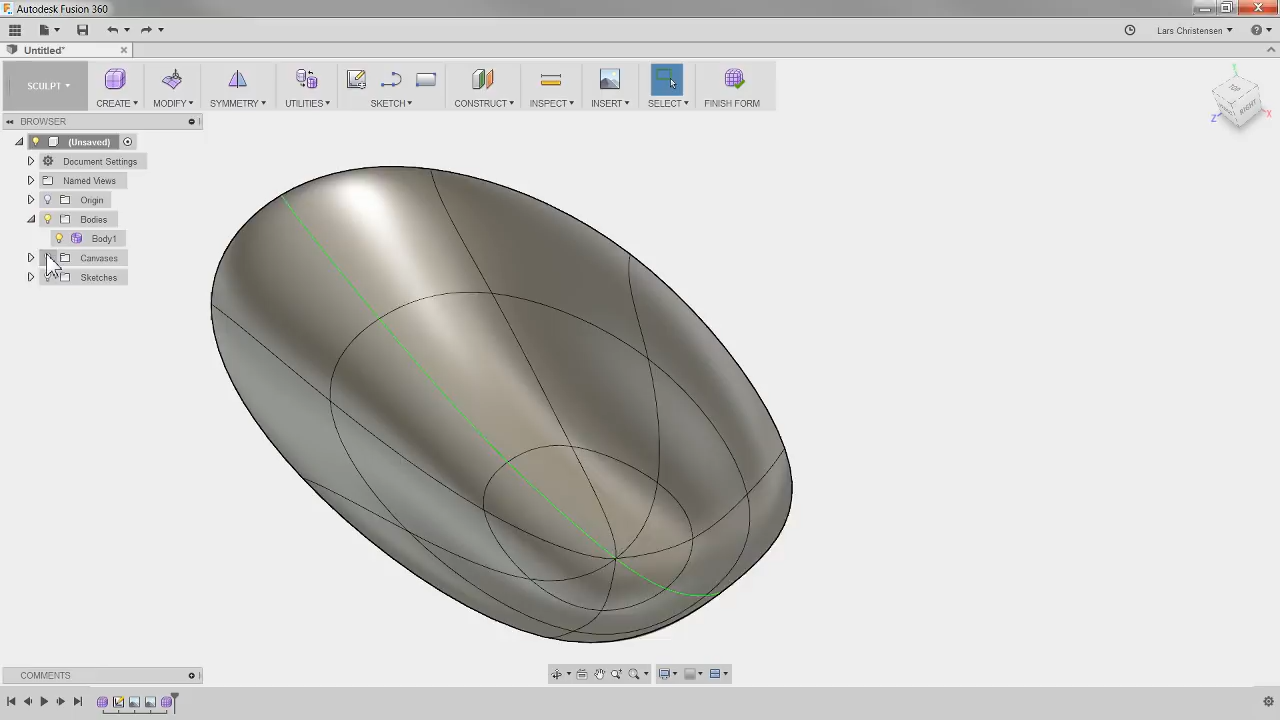 Autodesk Fusion 360
Lars Christensen
Untitled*
SCULPT
CREATE
MODIFY
SYMMETRY
UTILITIES
SKETCH
CONSTRUCT
INSPECT
INSERT
SELECT
FINISH FORM
BROWSER
(Unsaved)
Document Settings
Named Views
Origin
Bodies
Body1
Canvases
Sketches
Y
Z
X
RIGHT
COMMENTS